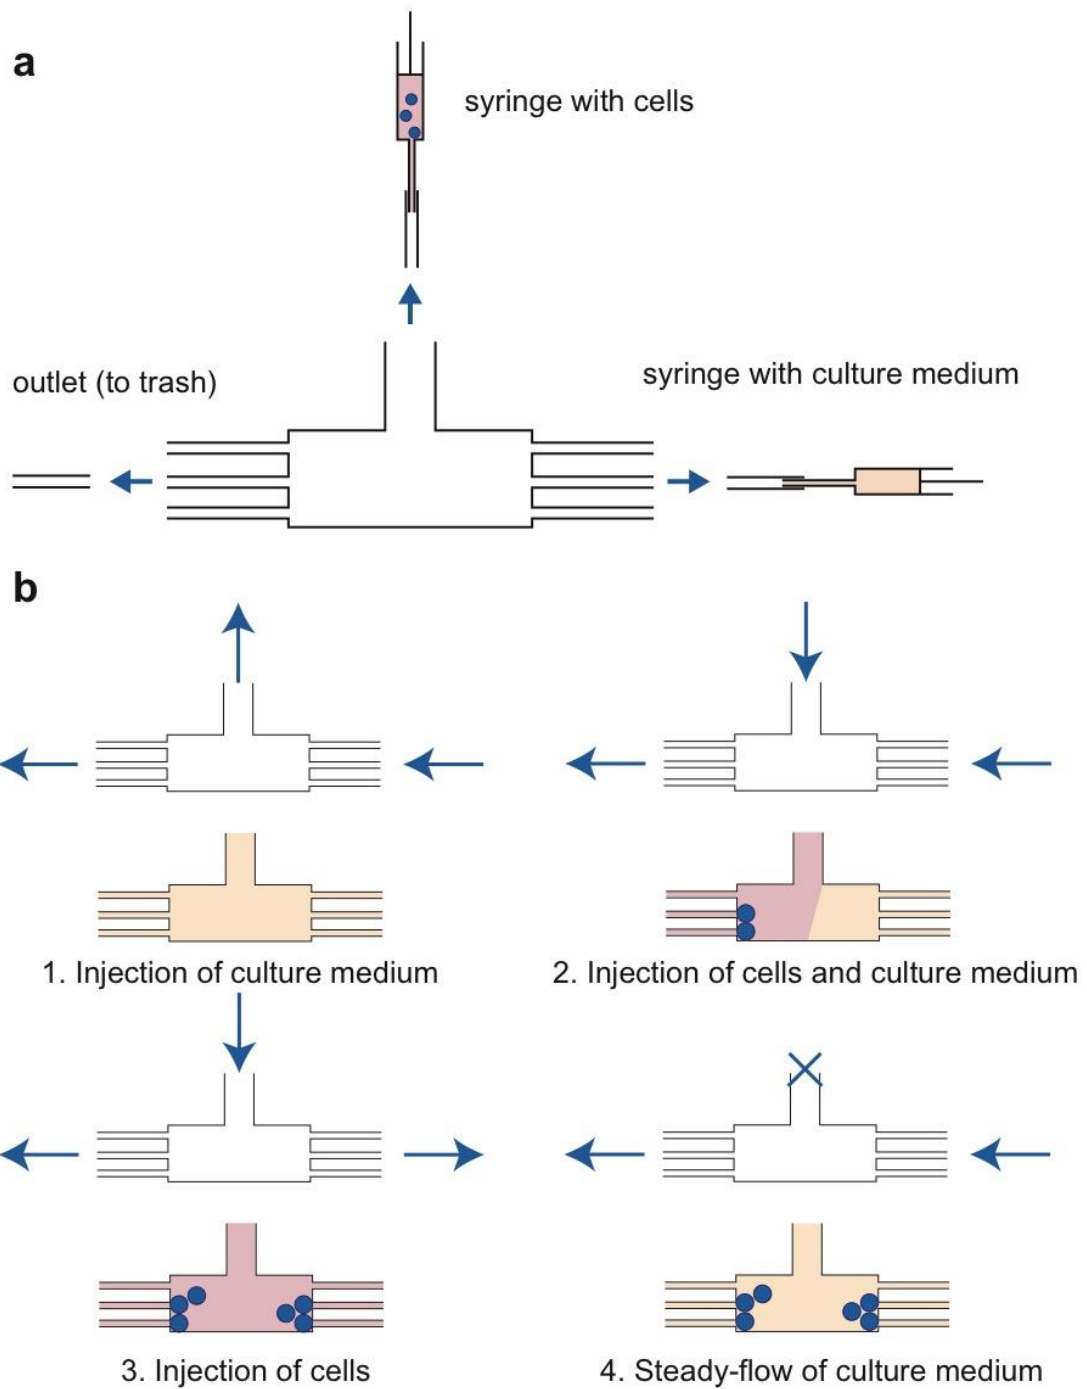 a
syringe with cells
outlet (to trash)
syringe with culture medium
b
1. Injection of culture medium
2. Injection of cells and culture medium
3. Injection of cells
4. Steady-flow of culture medium